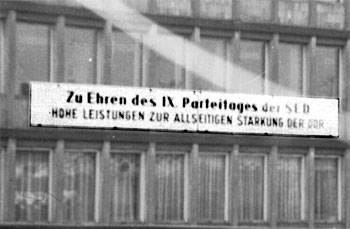 Zu Ehren des IX. Parteitages der SED
HOHE LEISTUNGEN ZUR ALLSEITIGEN STÄRKUNG DER DDR